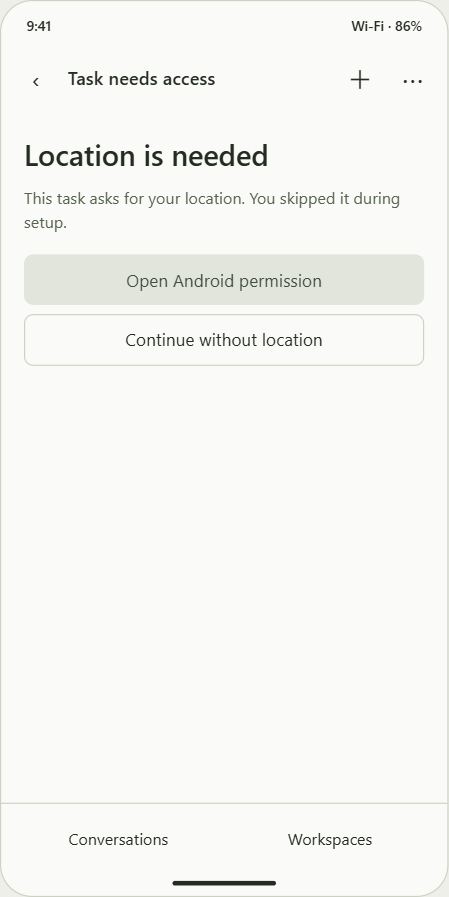 9:41
Wi-Fi · 86%
‹ Task needs access + ...
Location is needed
This task asks for your location. You skipped it during
setup.
Open Android permission
Continue without location
Conversations
Workspaces